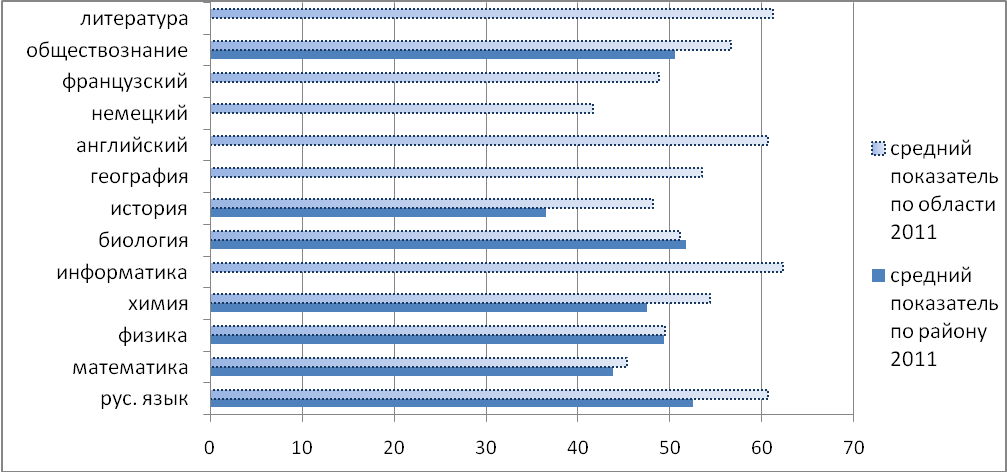 литература
обществознание
французский
немецкий
английский
география
история
биология
информатика
химия
физика
математика
рус. язык
0 10 20 30 40 50 60 70
средний
показатель
по области
2011
средний
показатель
по району
2011